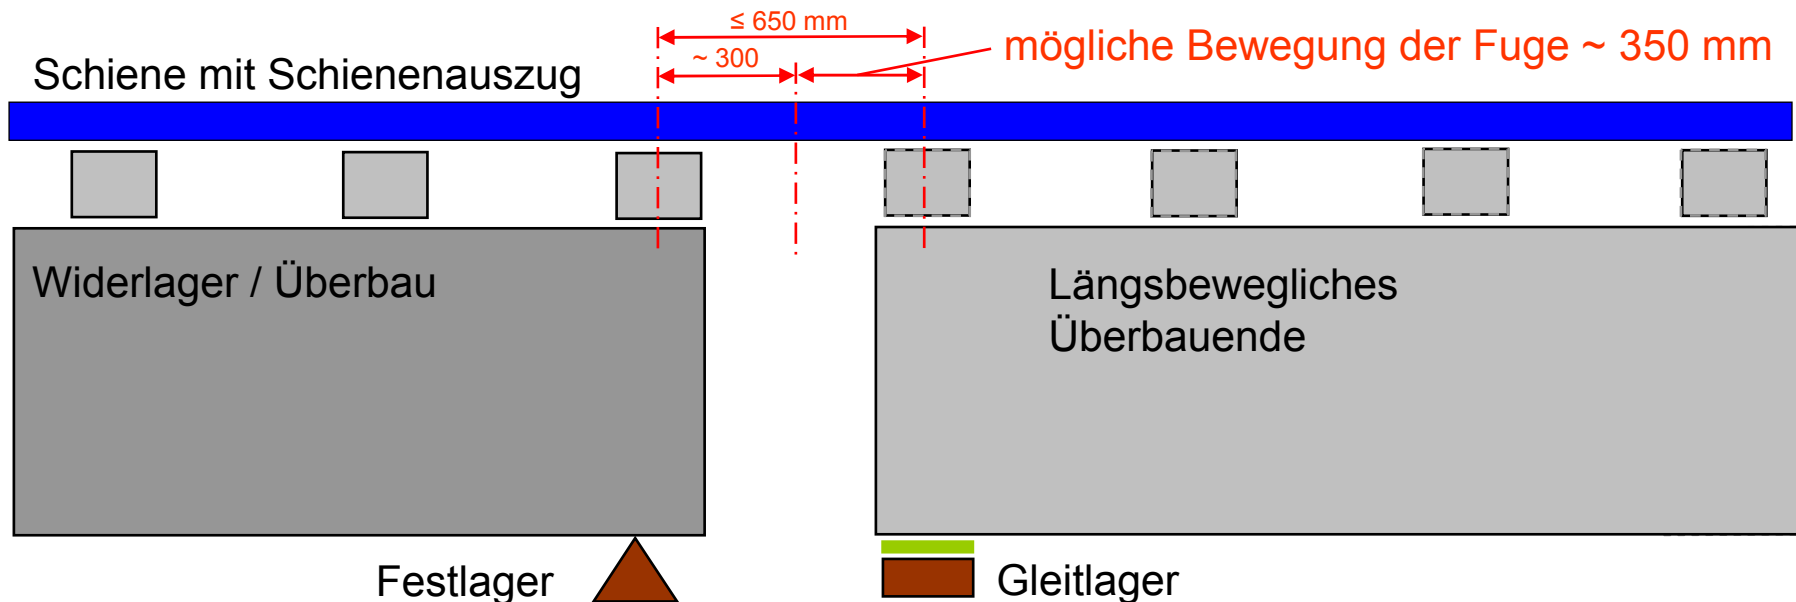 ≤ 650 mm
~ 300
mögliche Bewegung der Fuge ~ 350 mm
Schiene mit Schienenauszug
Widerlager / Überbau
Längsbewegliches
Überbauende
Festlager
Gleitlager